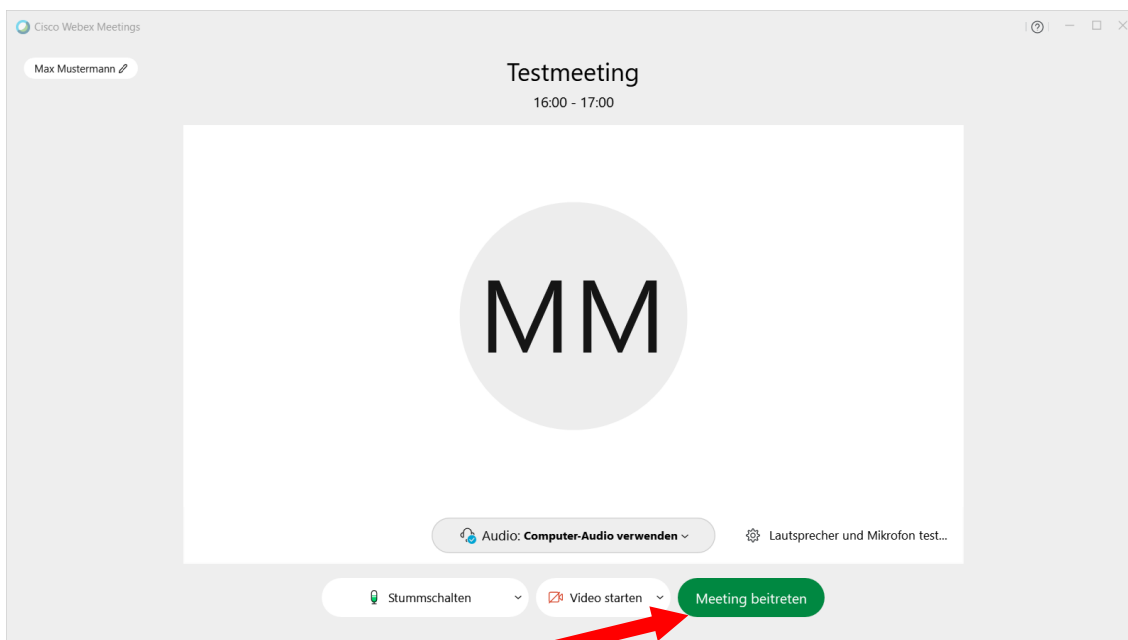 Cisco Webex Meetings
Max Mustermann
Testmeeting
16:00 - 17:00
MM
Audio: Computer-Audio verwenden
Lautsprecher und Mikrofon test...
Stummschalten
Video starten
Meeting beitreten